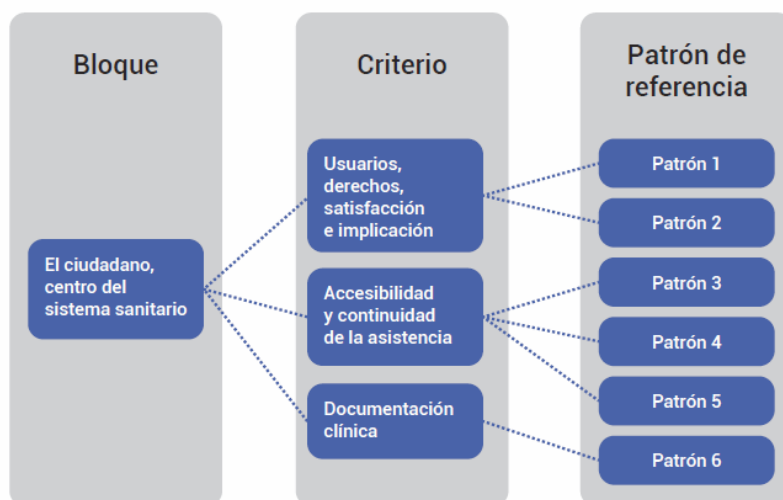 Bloque
Criterio
Patrón de
referencia
El ciudadano,
centro del
sistema sanitario
Usuarios,
derechos,
satisfacción
e implicación
Accesibilidad
y continuidad
de la asistencia
Documentación
clínica
Patrón 1
Patrón 2
Patrón 3
Patrón 4
Patrón 5
Patrón 6